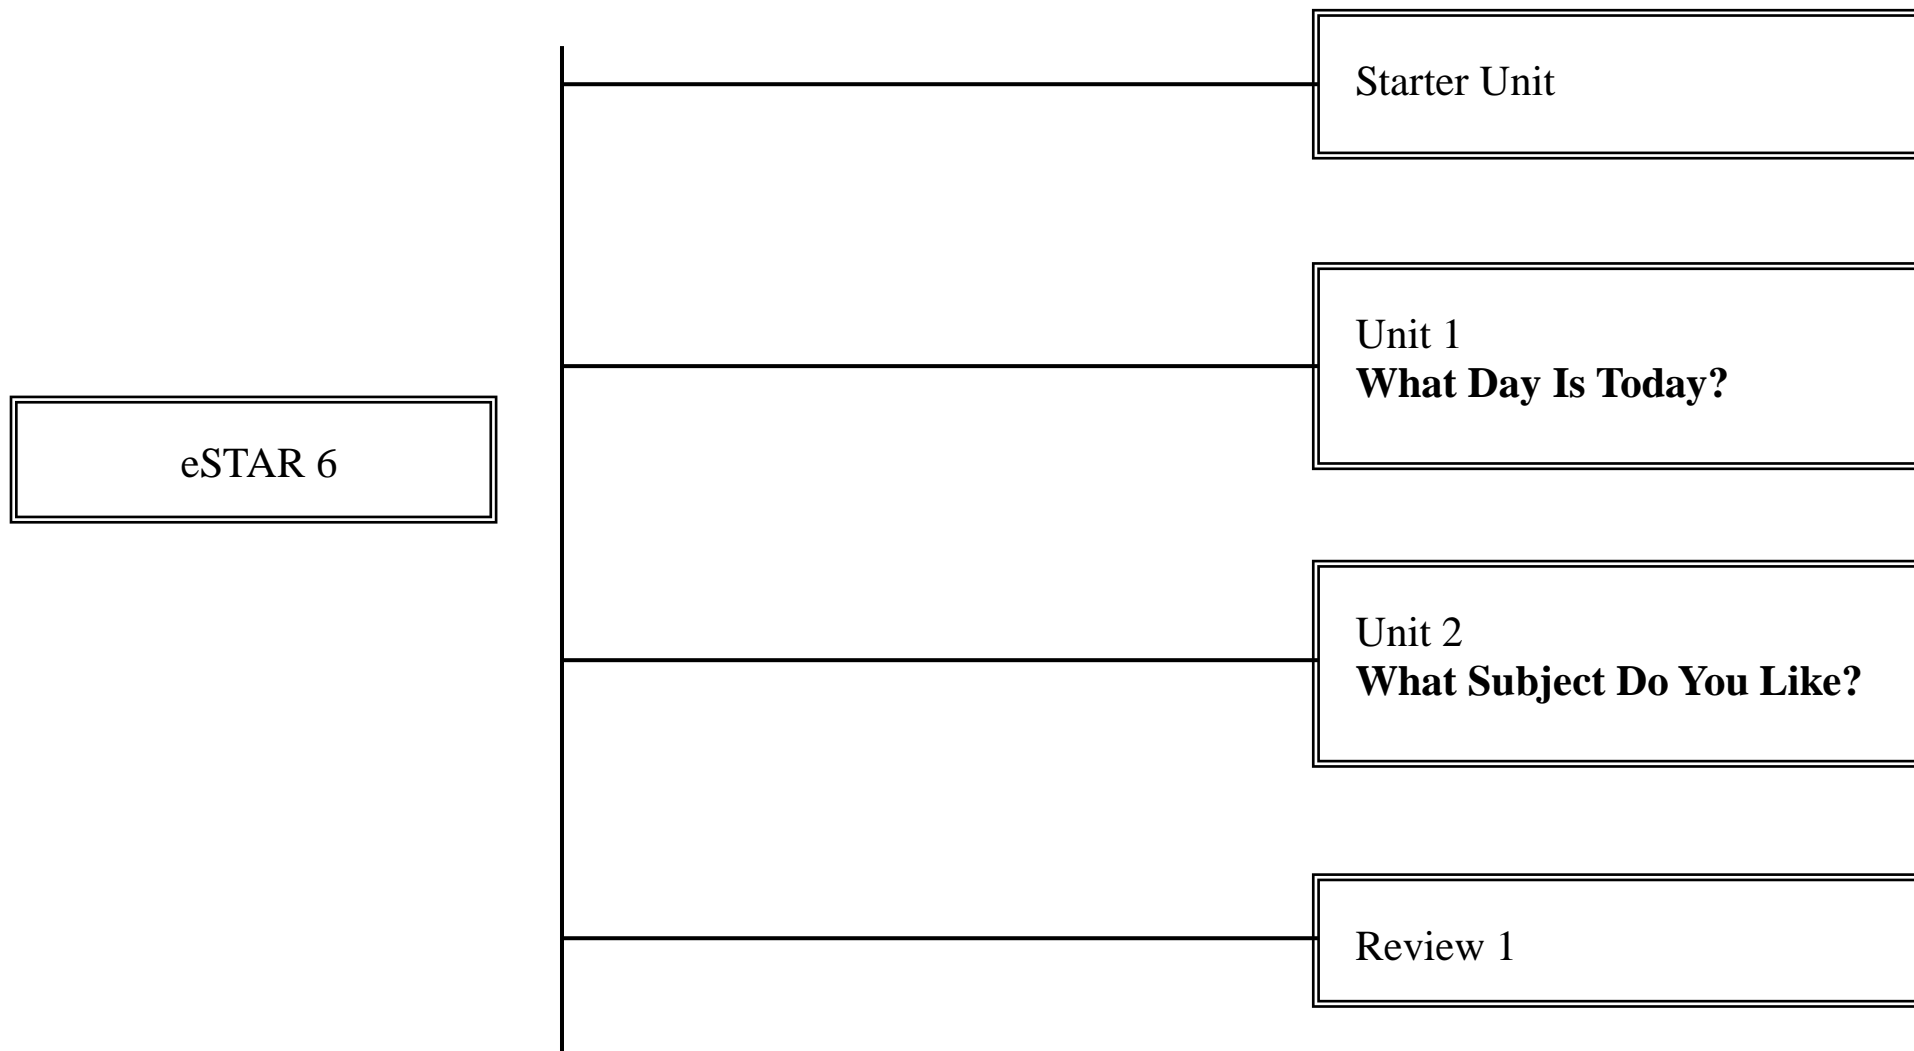 Starter Unit
Unit 1
What Day Is Today?
eSTAR 6
Unit 2
What Subject Do You Like?
Review 1